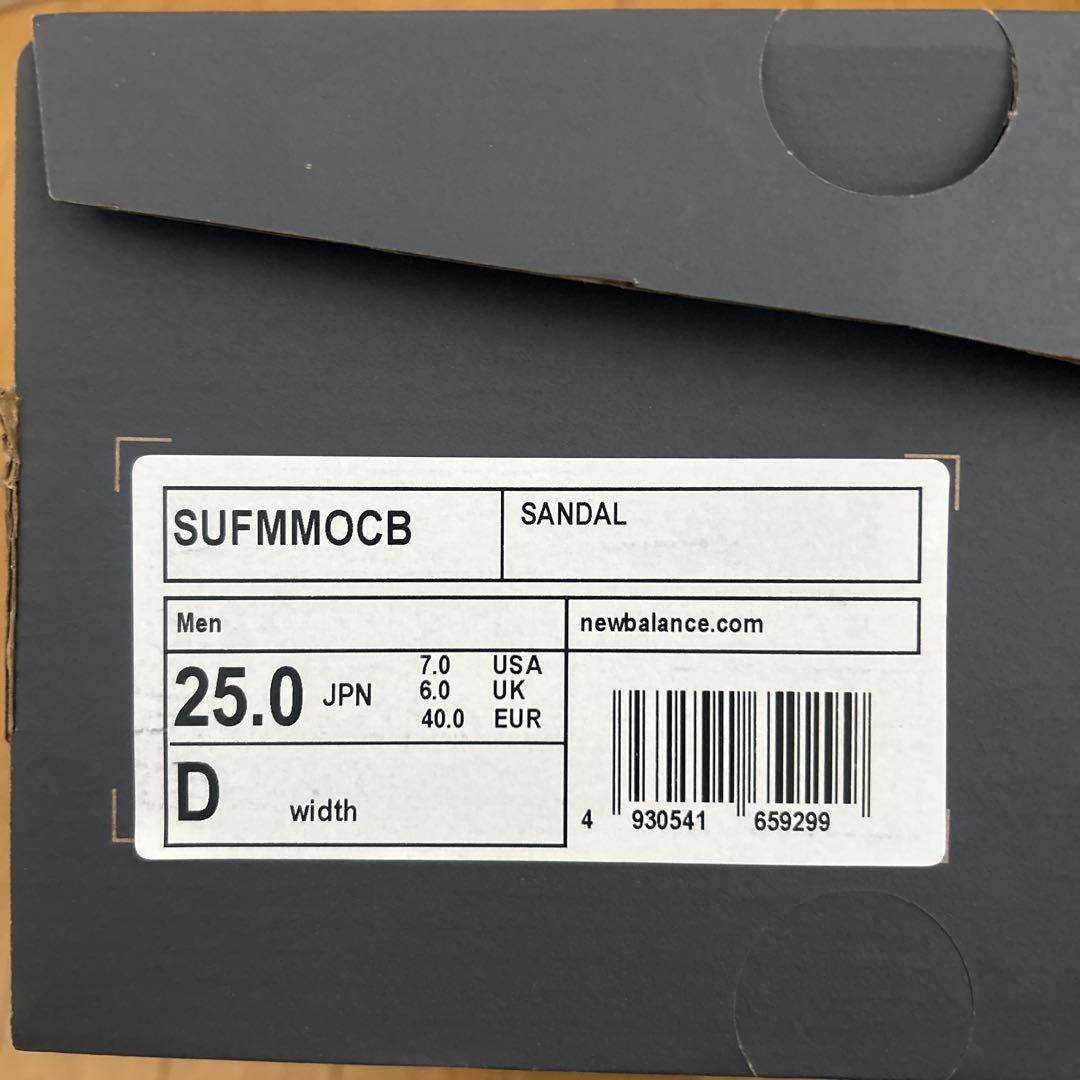 SUFMMOCB
SANDAL
Men
newbalance.com
25.0 JPN
7.0 USA
6.0 UK
40.0 EUR
D width
4 930541 659299